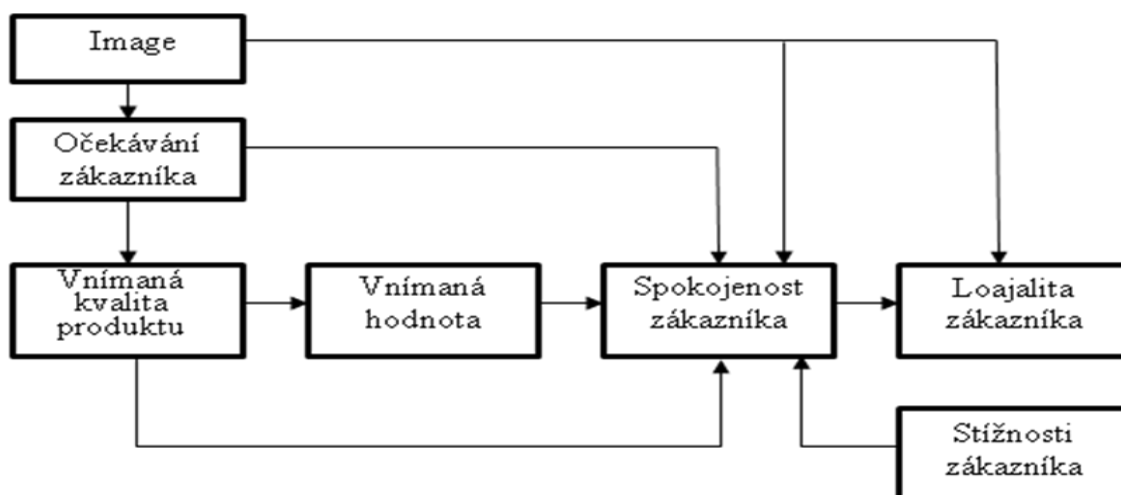 Image
Očekávání
zákazníka
Vnímaná
kvalita
produktu
Vnímaná
hodnota
Spokojenost
zákazníka
Loajalita
zákazníka
Stížnosti
zákazníka